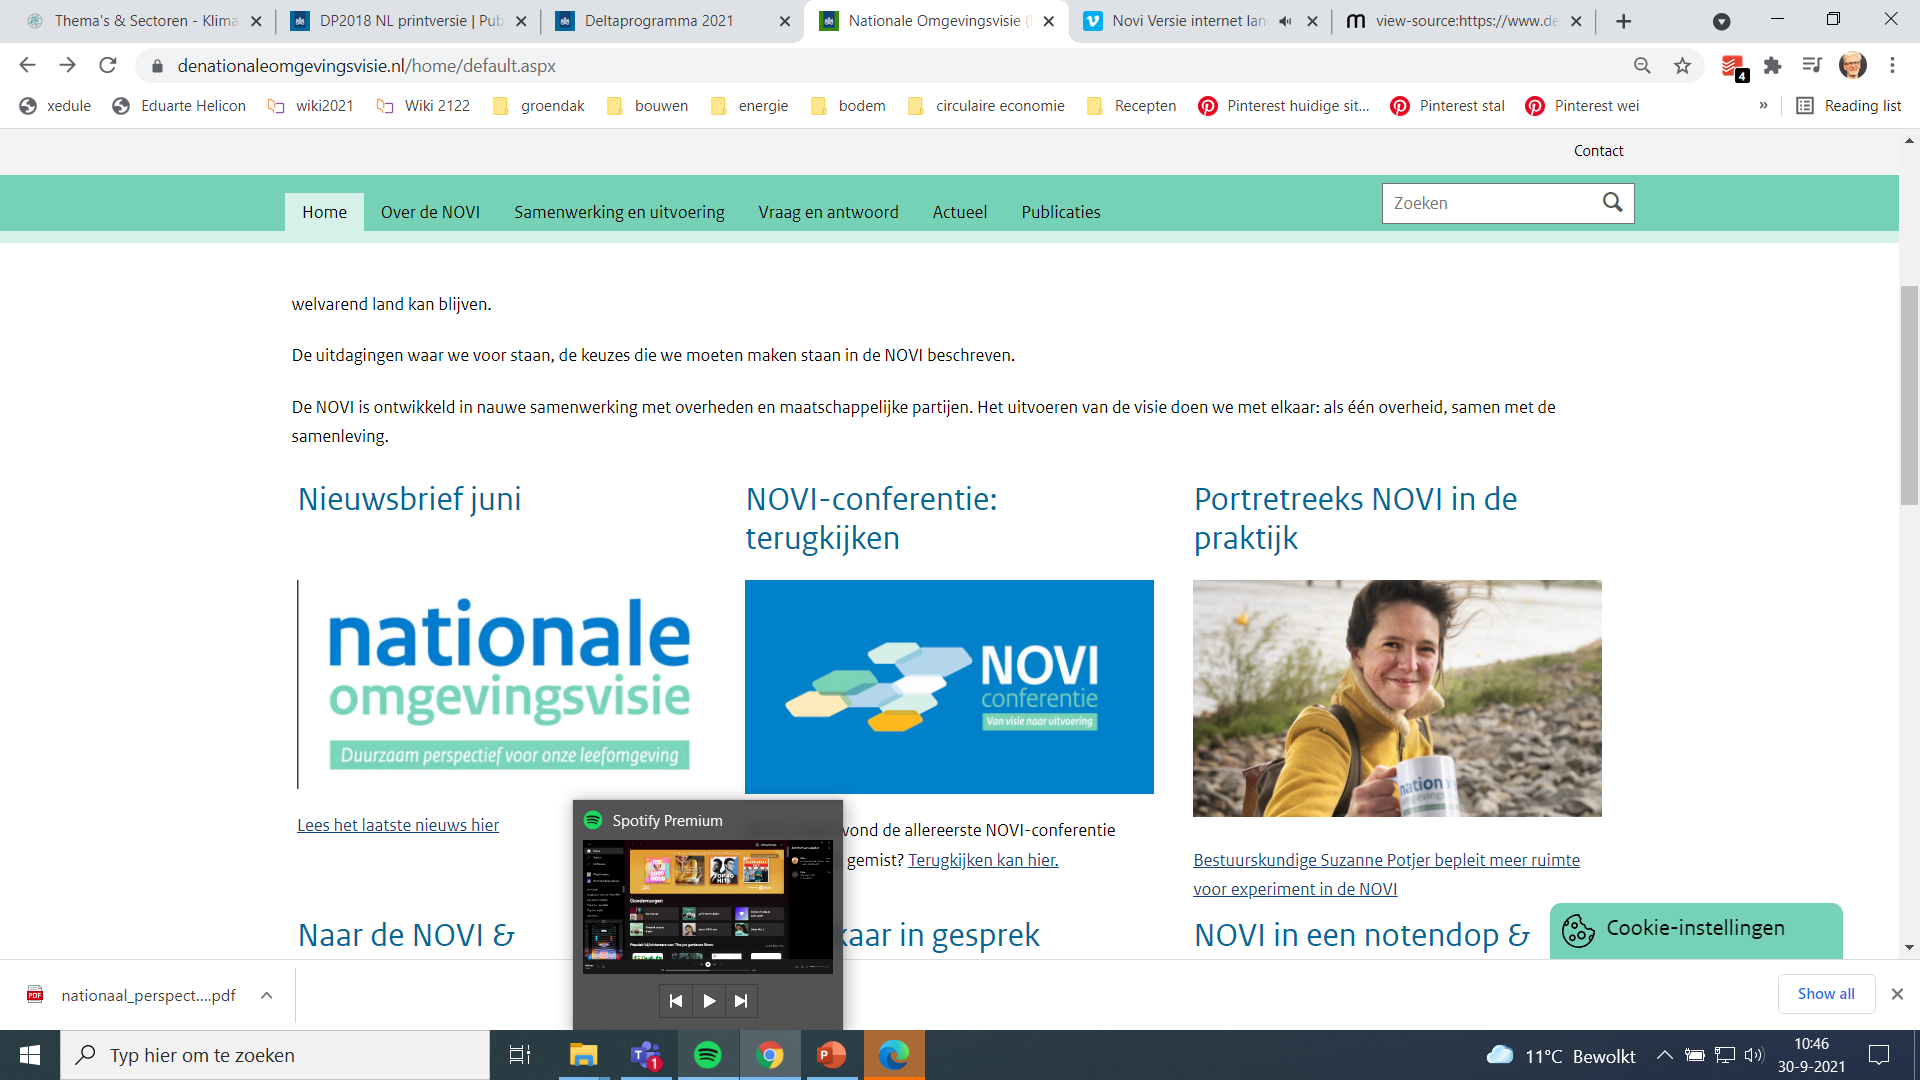 Thema's & Sectoren - Klima
DP2018 NL printversie | Pub
Deltaprogramma 2021
Nationale Omgevingsvisie (
Novi Versie internet lan
view-source:https://www.de
denationaleomgevingsvisie.nl/home/default.aspx
4
xedule
Eduarte Helicon
wiki2021
Wiki 2122
groendak
bouwen
energie
bodem
circulaire economie
Recepten
Pinterest huidige sit...
Pinterest stal
Pinterest wei
»
Reading list
Contact
Home
Over de NOVI
Samenwerking en uitvoering
Vraag en antwoord
Actueel
Publicaties
Zoeken
welvarend land kan blijven.
De uitdagingen waar we voor staan, de keuzes die we moeten maken staan in de NOVI beschreven.
De NOVI is ontwikkeld in nauwe samenwerking met overheden en maatschappelijke partijen. Het uitvoeren van de visie doen we met elkaar: als één overheid, samen met de
samenleving.
Nieuwsbrief juni
nationale
omgevingsvisie
Duurzaam perspectief voor onze leefomgeving
Lees het laatste nieuws hier
NOVI-conferentie:
terugkijken
NOVI
conferentie
Van visie naar uitvoering
vond de allereerste NOVI-conferentie
gemist? Terugkijken kan hier.
Portretreeks NOVI in de
praktijk
nationale
omgevings
Bestuurskundige Suzanne Potjer bepleit meer ruimte
voor experiment in de NOVI
Naar de NOVI &
kaar in gesprek
NOVI in een notendop &
Cookie-instellingen
Spotify Premium
Goedemorgen
PDF
nationaal_perspect....pdf
Show all
Typ hier om te zoeken
1
11°C Bewolkt
10:46
30-9-2021